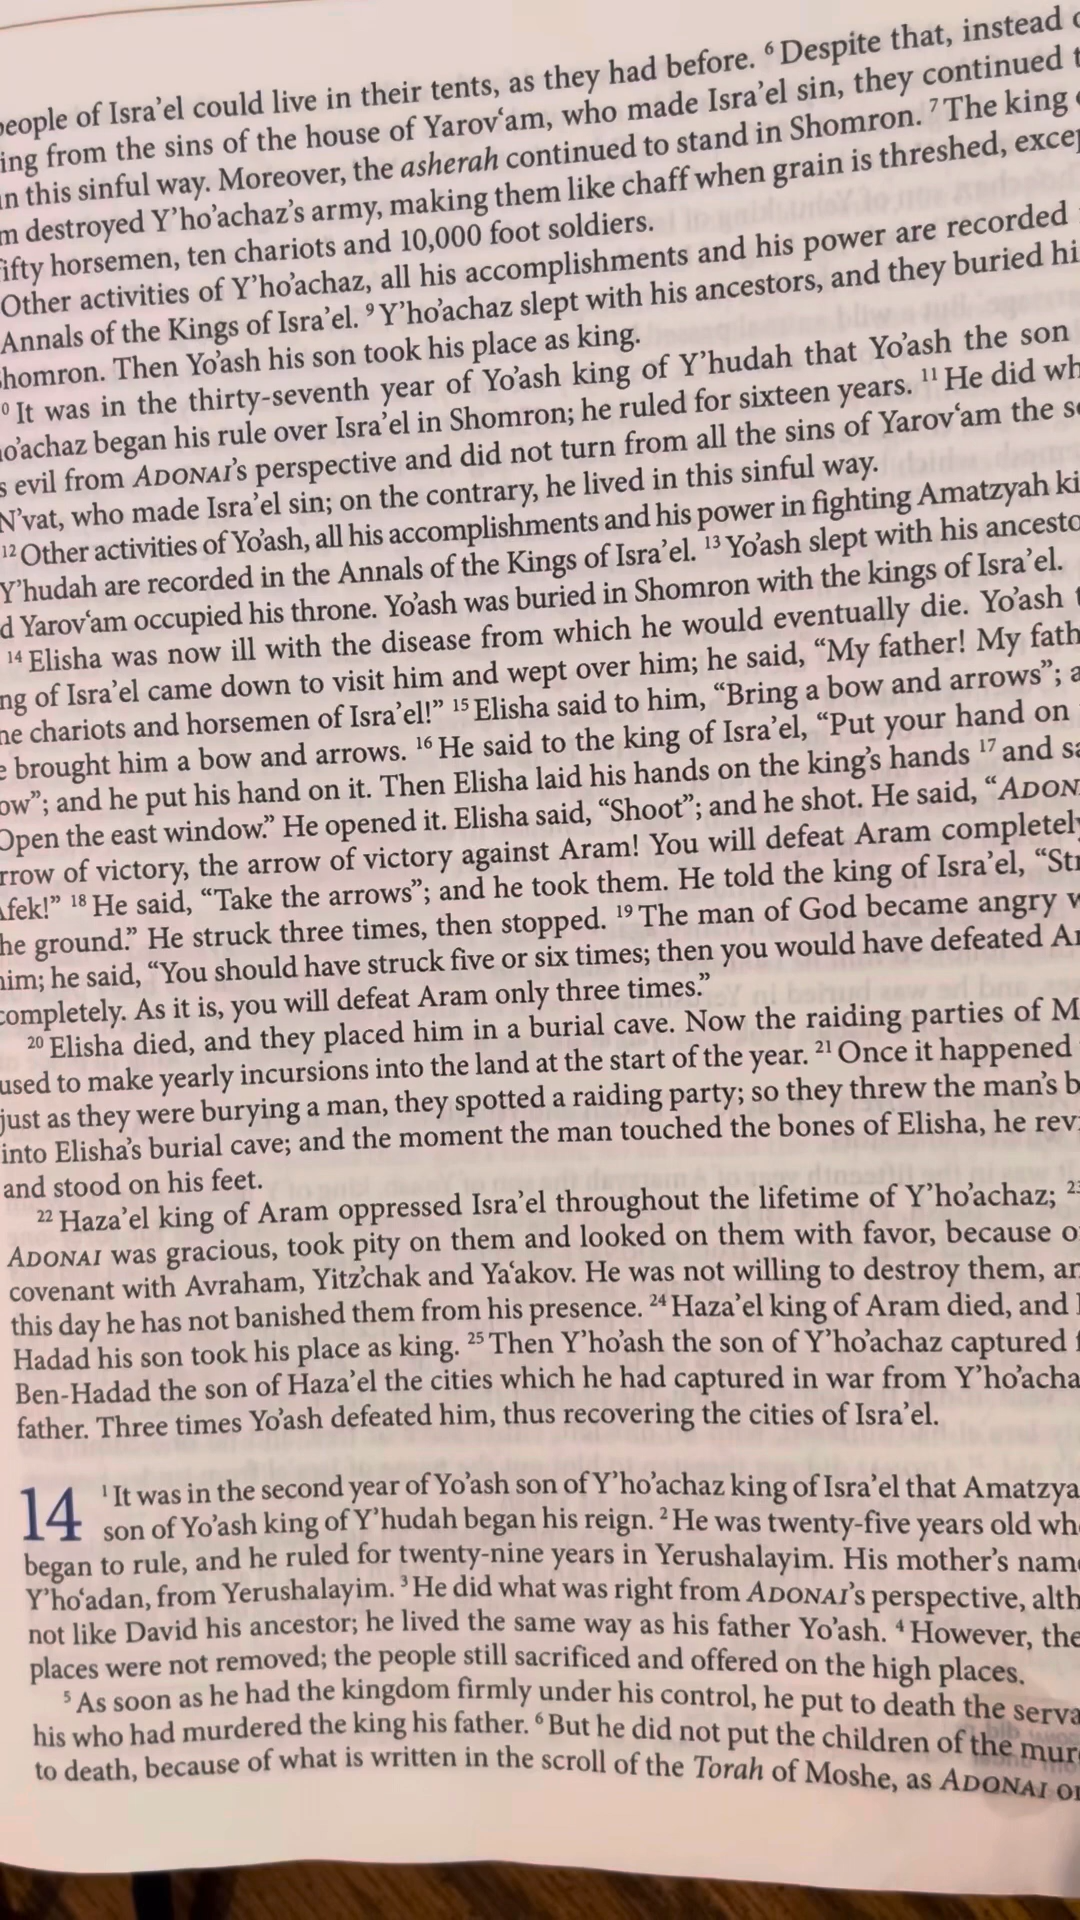 people of Isra'el could live in their tents, as they had before. 6 Despite that, instead
ing from the sins of the house of Yarov'am, who made Isra'el sin, they continued
in this sinful way. Moreover, the asherah continued to stand in Shomron. 7 The king
m destroyed Y'ho'achaz's army, making them like chaff when grain is threshed, excep
ifty horsemen, ten chariots and 10,000 foot soldiers.
Other activities of Y'ho'achaz, all his accomplishments and his power are recorded
Annals of the Kings of Isra'el. 9 Y'ho'achaz slept with his ancestors, and they buried hi
homron. Then Yo'ash his son took his place as king.
0 It was in the thirty-seventh year of Yo'ash king of Y'hudah that Yo'ash the son
ho'achaz began his rule over Isra'el in Shomron; he ruled for sixteen years. 11 He did wh
s evil from ADONAI's perspective and did not turn from all the sins of Yarov'am the s
N'vat, who made Isra'el sin; on the contrary, he lived in this sinful way.
12 Other activities of Yo'ash, all his accomplishments and his power in fighting Amatzyah ki
Y'hudah are recorded in the Annals of the Kings of Isra'el. 13 Yo'ash slept with his ancesto
d Yarov'am occupied his throne. Yo'ash was buried in Shomron with the kings of Isra'el.
14 Elisha was now ill with the disease from which he would eventually die. Yo'ash t
ng of Isra'el came down to visit him and wept over him; he said, "My father! My fath
he chariots and horsemen of Isra'el!" 15 Elisha said to him, "Bring a bow and arrows"; a
e brought him a bow and arrows. 16 He said to the king of Isra'el, "Put your hand on
ow"; and he put his hand on it. Then Elisha laid his hands on the king's hands 17 and sa
Open the east window." He opened it. Elisha said, "Shoot"; and he shot. He said, "ADON
rrow of victory, the arrow of victory against Aram! You will defeat Aram completel
Afek!" 18 He said, "Take the arrows"; and he took them. He told the king of Isra'el, "Str
he ground." He struck three times, then stopped. 19 The man of God became angry w
him; he said, "You should have struck five or six times; then you would have defeated Ar
completely. As it is, you will defeat Aram only three times."
20 Elisha died, and they placed him in a burial cave. Now the raiding parties of M
used to make yearly incursions into the land at the start of the year. 21 Once it happened
just as they were burying a man, they spotted a raiding party; so they threw the man's b
into Elisha's burial cave; and the moment the man touched the bones of Elisha, he rev
and stood on his feet.
22 Haza'el king of Aram oppressed Isra'el throughout the lifetime of Y'ho'achaz; 23
ADONAI was gracious, took pity on them and looked on them with favor, because o
covenant with Avraham, Yitz'chak and Ya'akov. He was not willing to destroy them, an
this day he has not banished them from his presence. 24 Haza'el king of Aram died, and
Hadad his son took his place as king. 25 Then Y'ho'ash the son of Y'ho'achaz captured f
Ben-Hadad the son of Haza'el the cities which he had captured in war from Y'ho'acha
father. Three times Yo'ash defeated him, thus recovering the cities of Isra'el.
14 1 It was in the second year of Yo'ash son of Y'ho'achaz king of Isra'el that Amatzya
son of Yo'ash king of Y'hudah began his reign. 2 He was twenty-five years old wh
began to rule, and he ruled for twenty-nine years in Yerushalayim. His mother's nam
Y'ho'adan, from Yerushalayim. 3 He did what was right from ADONAI's perspective, alth
not like David his ancestor; he lived the same way as his father Yo'ash. 4 However, the
places were not removed; the people still sacrificed and offered on the high places.
5 As soon as he had the kingdom firmly under his control, he put to death the serva
his who had murdered the king his father. 6 But he did not put the children of the mur
to death, because of what is written in the scroll of the Torah of Moshe, as ADONAI or